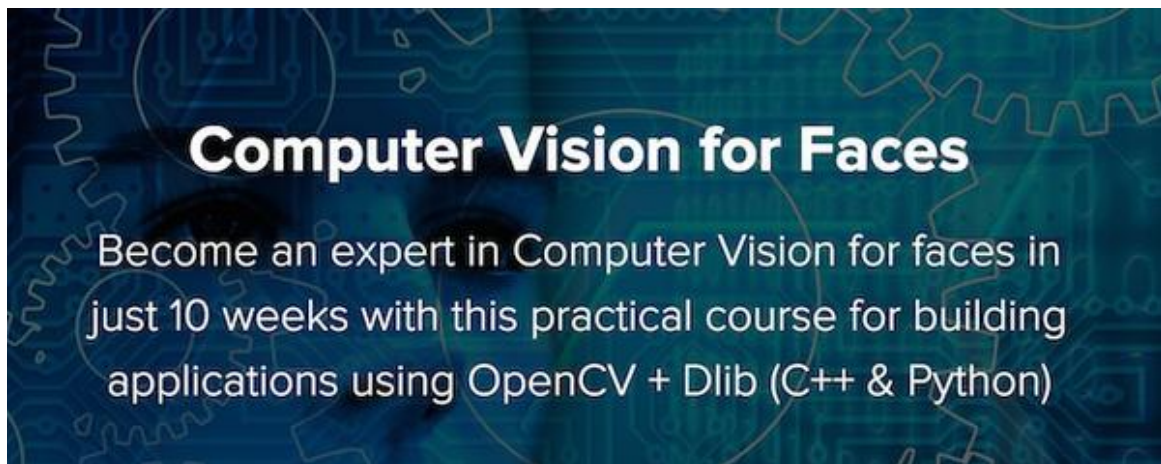 Computer Vision for Faces
Become an expert in Computer Vision for faces in
just 10 weeks with this practical course for building
applications using OpenCV + Dlib (C++ & Python)